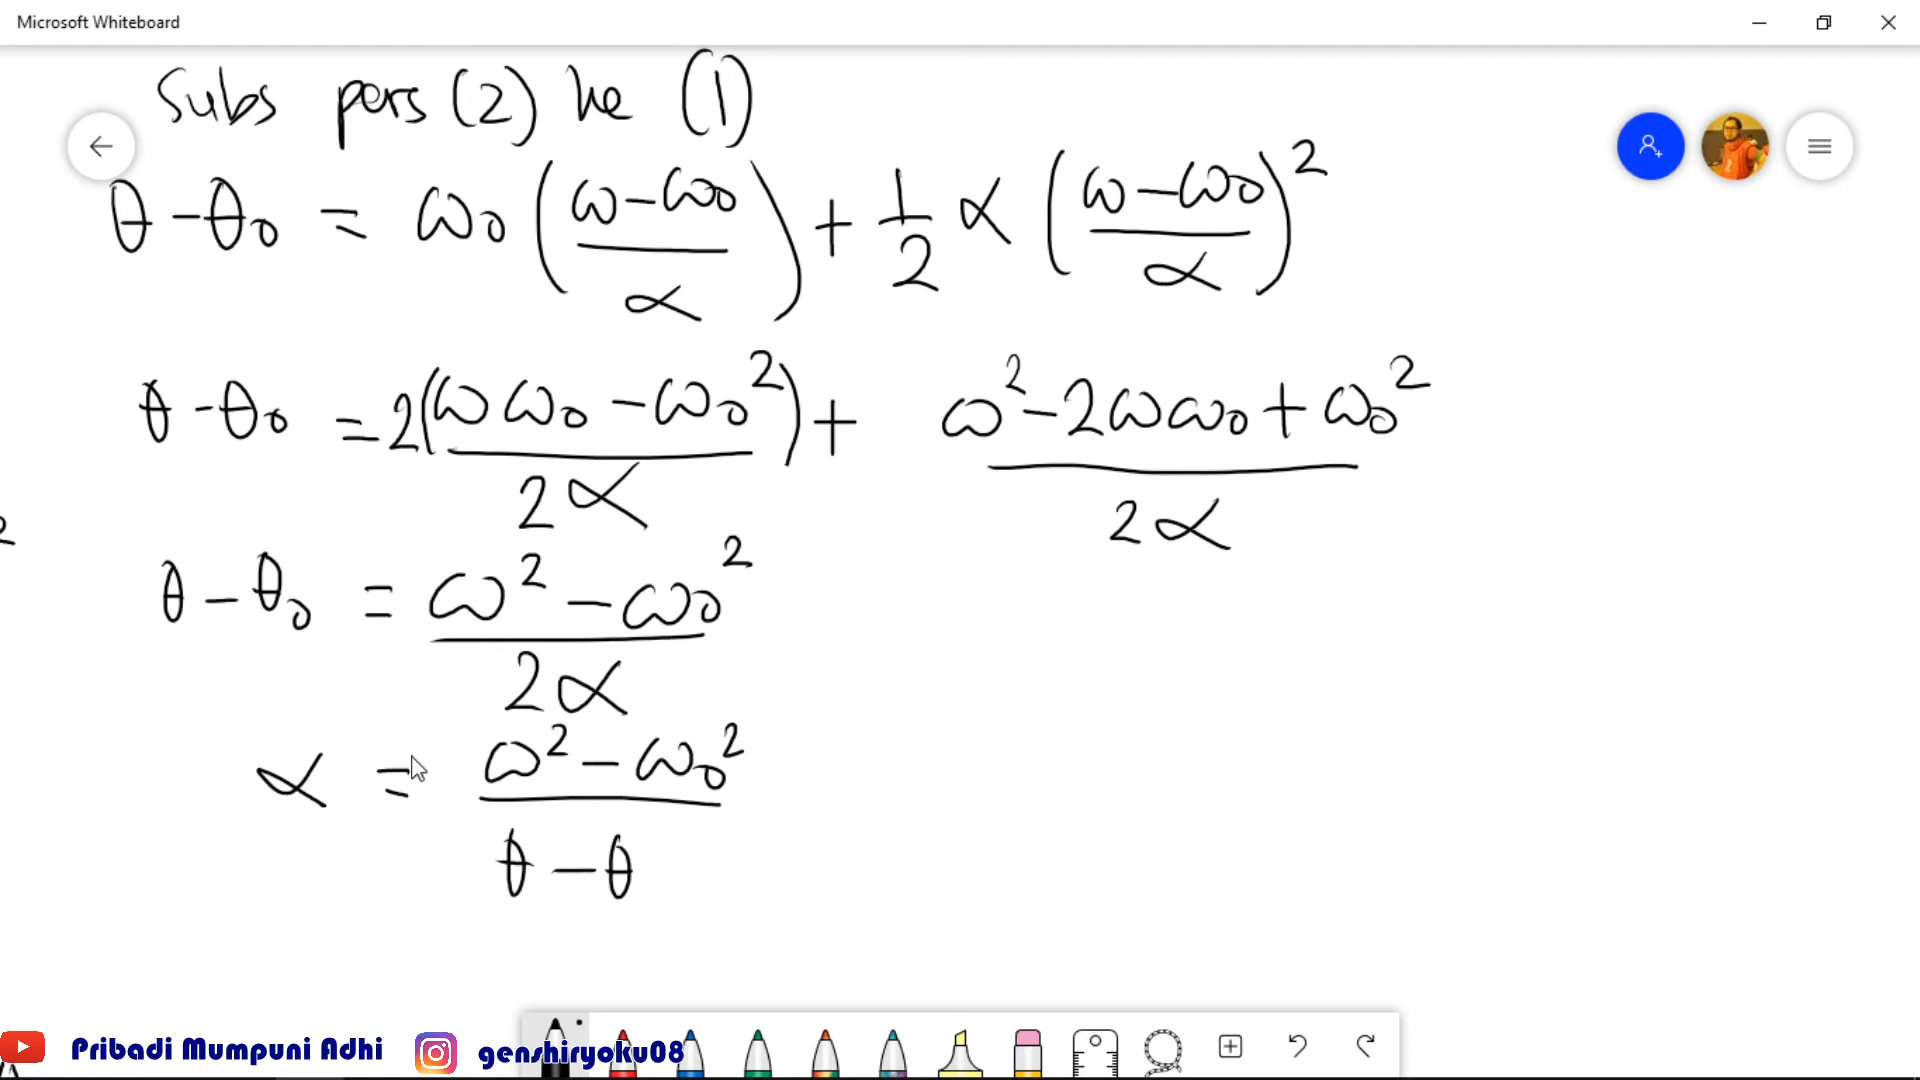 Microsoft Whiteboard
Subs pers (2) ke (1)
θ - θ₀ = ω₀ ((ω - ω₀)/α) + 1/2 α ((ω - ω₀)/α)²
θ - θ₀ = 2(ωω₀ - ω₀²)/2α + (ω² - 2ωω₀ + ω₀²)/2α
2
θ - θ₀ = (ω² - ω₀²)/2α
α = (ω² - ω₀²)/(θ - θ)
Pribadi Mumpuni Adhi genshiryoku08